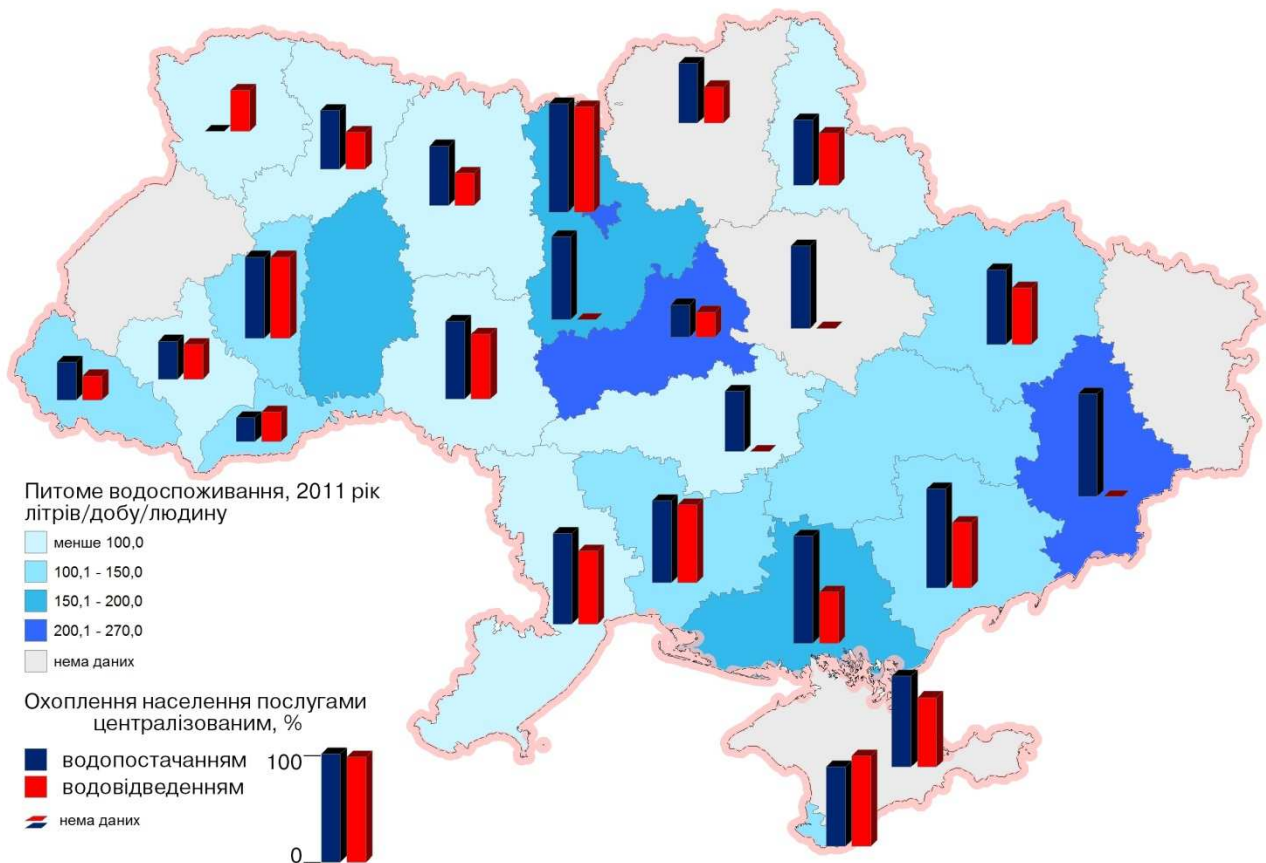 Питоме водоспоживання, 2011 рік
літрів/добу/людину
менше 100,0
100,1 - 150,0
150,1 - 200,0
200,1 - 270,0
нема даних
Охоплення населення послугами
централізованим, %
водопостачанням
водовідведенням
нема даних
100
0